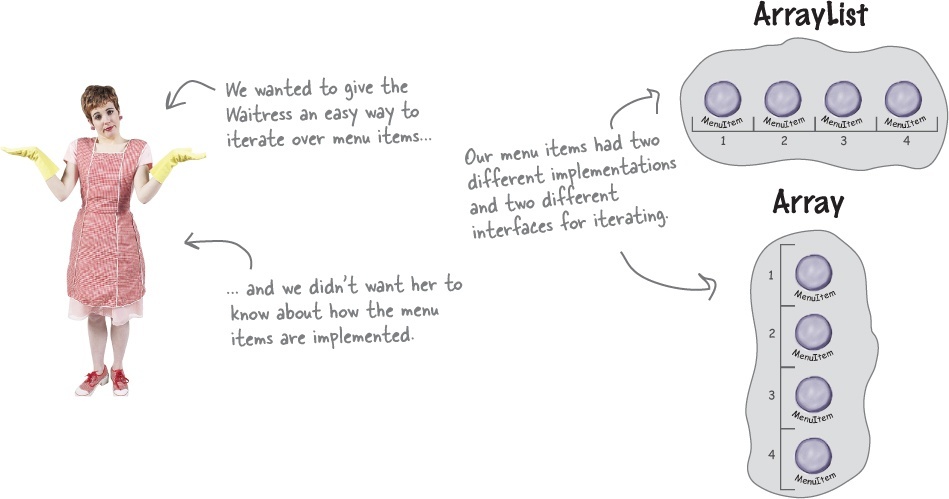 We wanted to give the
Waitress an easy way to
iterate over menu items...
... and we didn't want her to
know about how the menu
items are implemented.
Our menu items had two
different implementations
and two different
interfaces for iterating.
ArrayList
MenuItem MenuItem MenuItem MenuItem
1 2 3 4
Array
1
MenuItem
2
MenuItem
3
MenuItem
4
MenuItem